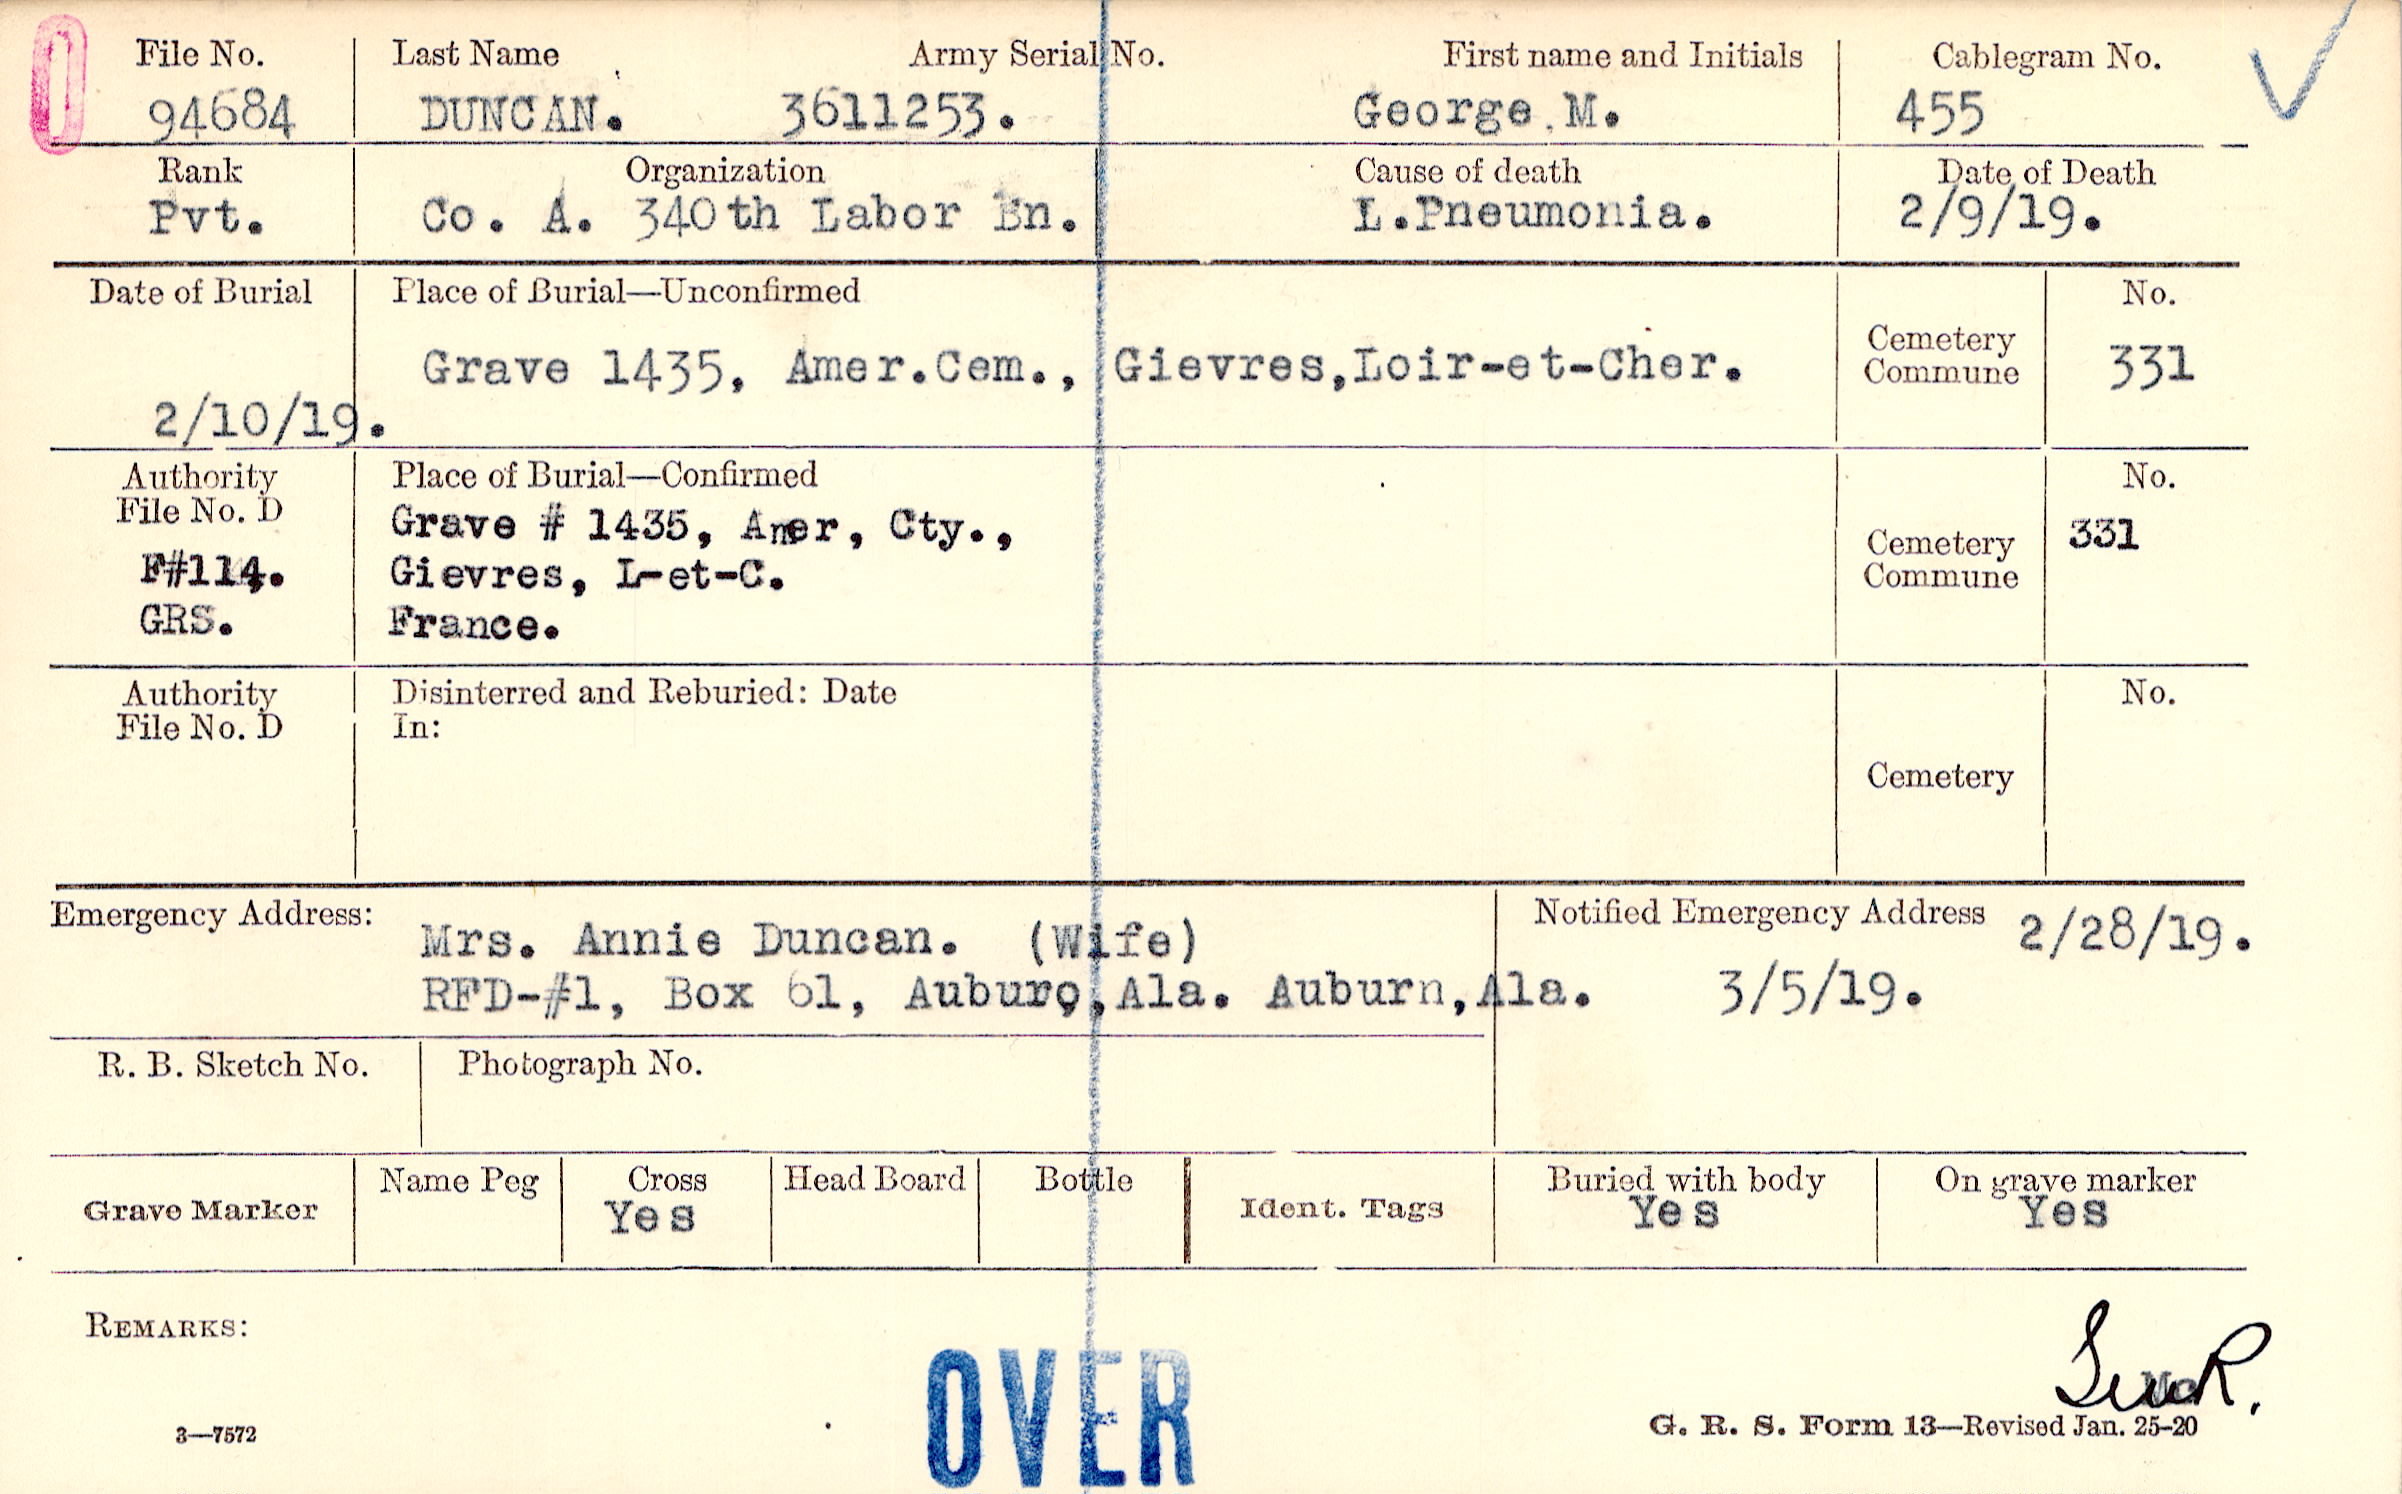 File No. Last Name Army Serial No. First name and Initials Cablegram No.
94684 DUNCAN. 3611253. George M. 455
Rank Organization Cause of death Date of Death
Pvt. Co. A. 340th Labor Bn. L.Pneumonia. 2/9/19.
Date of Burial Place of Burial—Unconfirmed No.
Cemetery
Grave 1435, Amer.Cem., Gievres,Loir-et-Cher. Commune 331
2/10/19.
Authority Place of Burial—Confirmed No.
File No. D Grave # 1435, Amer, Cty., Cemetery 331
F#114. Gievres, L-et-C. Commune
GRS. France.
Authority Disinterred and Reburied: Date No.
File No. D In:
Cemetery
Emergency Address: Mrs. Annie Duncan. (Wife) Notified Emergency Address 2/28/19.
RFD-#1, Box 61, Auburo,Ala. Auburn,Ala. 3/5/19.
R. B. Sketch No. Photograph No.
Name Peg Cross Head Board Bottle Buried with body On grave marker
Grave Marker Yes Ident. Tags Yes Yes
REMARKS:
OVER
3—7572 G. R. S. Form 13—Revised Jan. 25-20